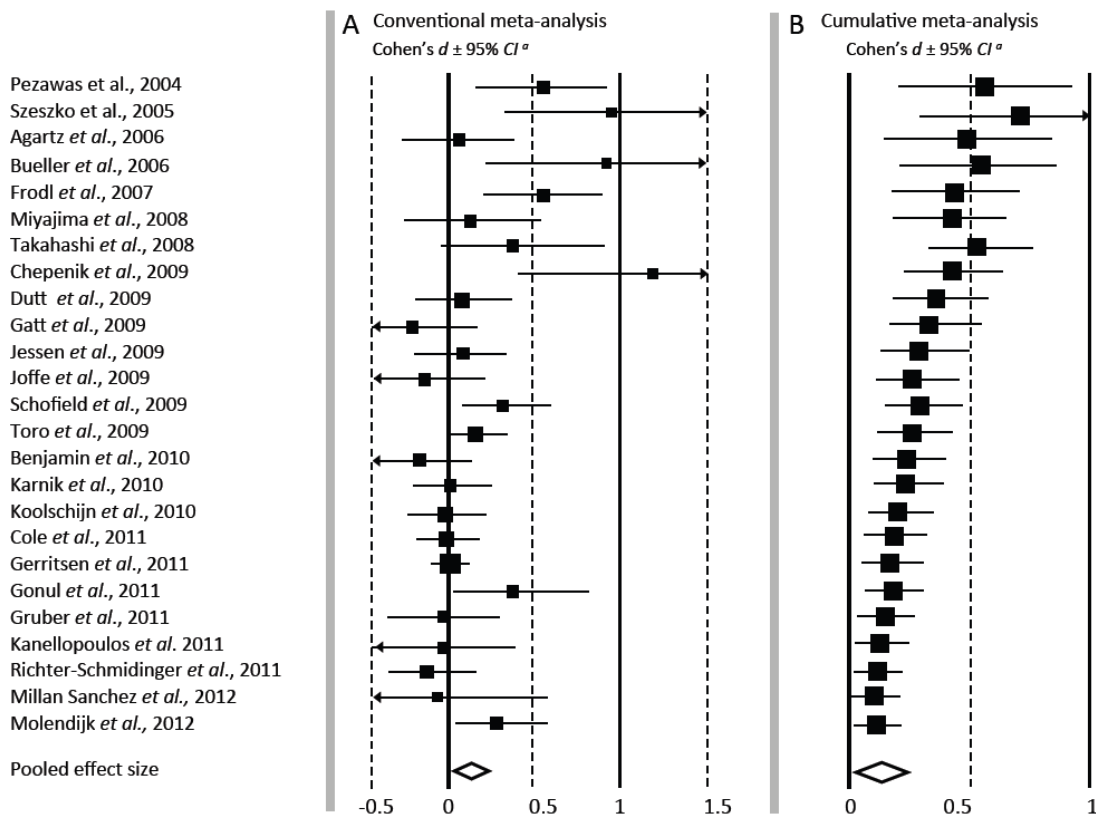 A Conventional meta-analysis
Cohen's d ± 95% CI a
B Cumulative meta-analysis
Cohen's d ± 95% CI a
Pezawas et al., 2004
Szeszko et al., 2005
Agartz et al., 2006
Bueller et al., 2006
Frodl et al., 2007
Miyajima et al., 2008
Takahashi et al., 2008
Chepenik et al., 2009
Dutt et al., 2009
Gatt et al., 2009
Jessen et al., 2009
Joffe et al., 2009
Schofield et al., 2009
Toro et al., 2009
Benjamin et al., 2010
Karnik et al., 2010
Koolschijn et al., 2010
Cole et al., 2011
Gerritsen et al., 2011
Gonul et al., 2011
Gruber et al., 2011
Kanellopoulos et al. 2011
Richter-Schmidinger et al., 2011
Millan Sanchez et al., 2012
Molendijk et al., 2012
Pooled effect size
-0.5 0 0.5 1 1.5
0 0.5 1